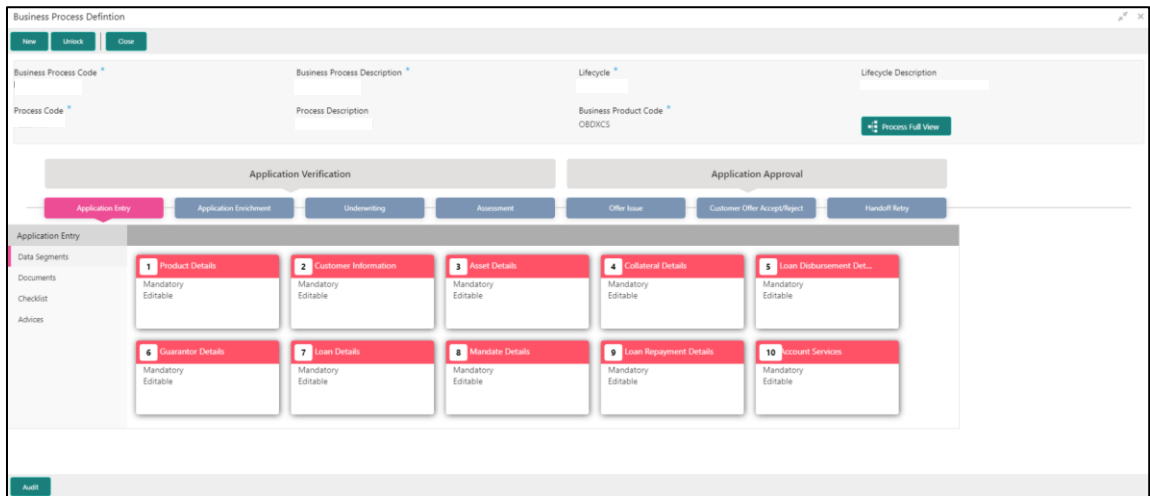 Business Process Defintion
New Unlock Close
Business Process Code * Business Process Description * Lifecycle * Lifecycle Description
Process Code * Process Description Business Product Code *
OBDXCS Process Full View
Application Verification Application Approval
Application Entry Application Enrichment Underwriting Assessment Offer Issue Customer Offer Accept/Reject Handoff Retry
Application Entry
Data Segments
Documents
Checklist
Advices
1 Product Details 2 Customer Information 3 Asset Details 4 Collateral Details 5 Loan Disbursement Det...
Mandatory Mandatory Mandatory Mandatory Mandatory
Editable Editable Editable Editable Editable
6 Guarantor Details 7 Loan Details 8 Mandate Details 9 Loan Repayment Details 10 Account Services
Mandatory Mandatory Mandatory Mandatory Mandatory
Editable Editable Editable Editable Editable
Audit